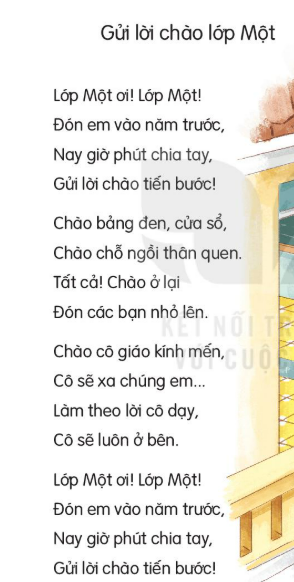 Gửi lời chào lớp Một
Lớp Một ơi! Lớp Một!
Đón em vào năm trước,
Nay giờ phút chia tay,
Gửi lời chào tiến bước!
Chào bảng đen, cửa sổ,
Chào chỗ ngồi thân quen.
Tất cả! Chào ở lại
Đón các bạn nhỏ lên.
Chào cô giáo kính mến,
Cô sẽ xa chúng em...
Làm theo lời cô dạy,
Cô sẽ luôn ở bên.
Lớp Một ơi! Lớp Một!
Đón em vào năm trước,
Nay giờ phút chia tay,
Gửi lời chào tiến bước!
KẾT NỐI TR
VỚI CUỘC